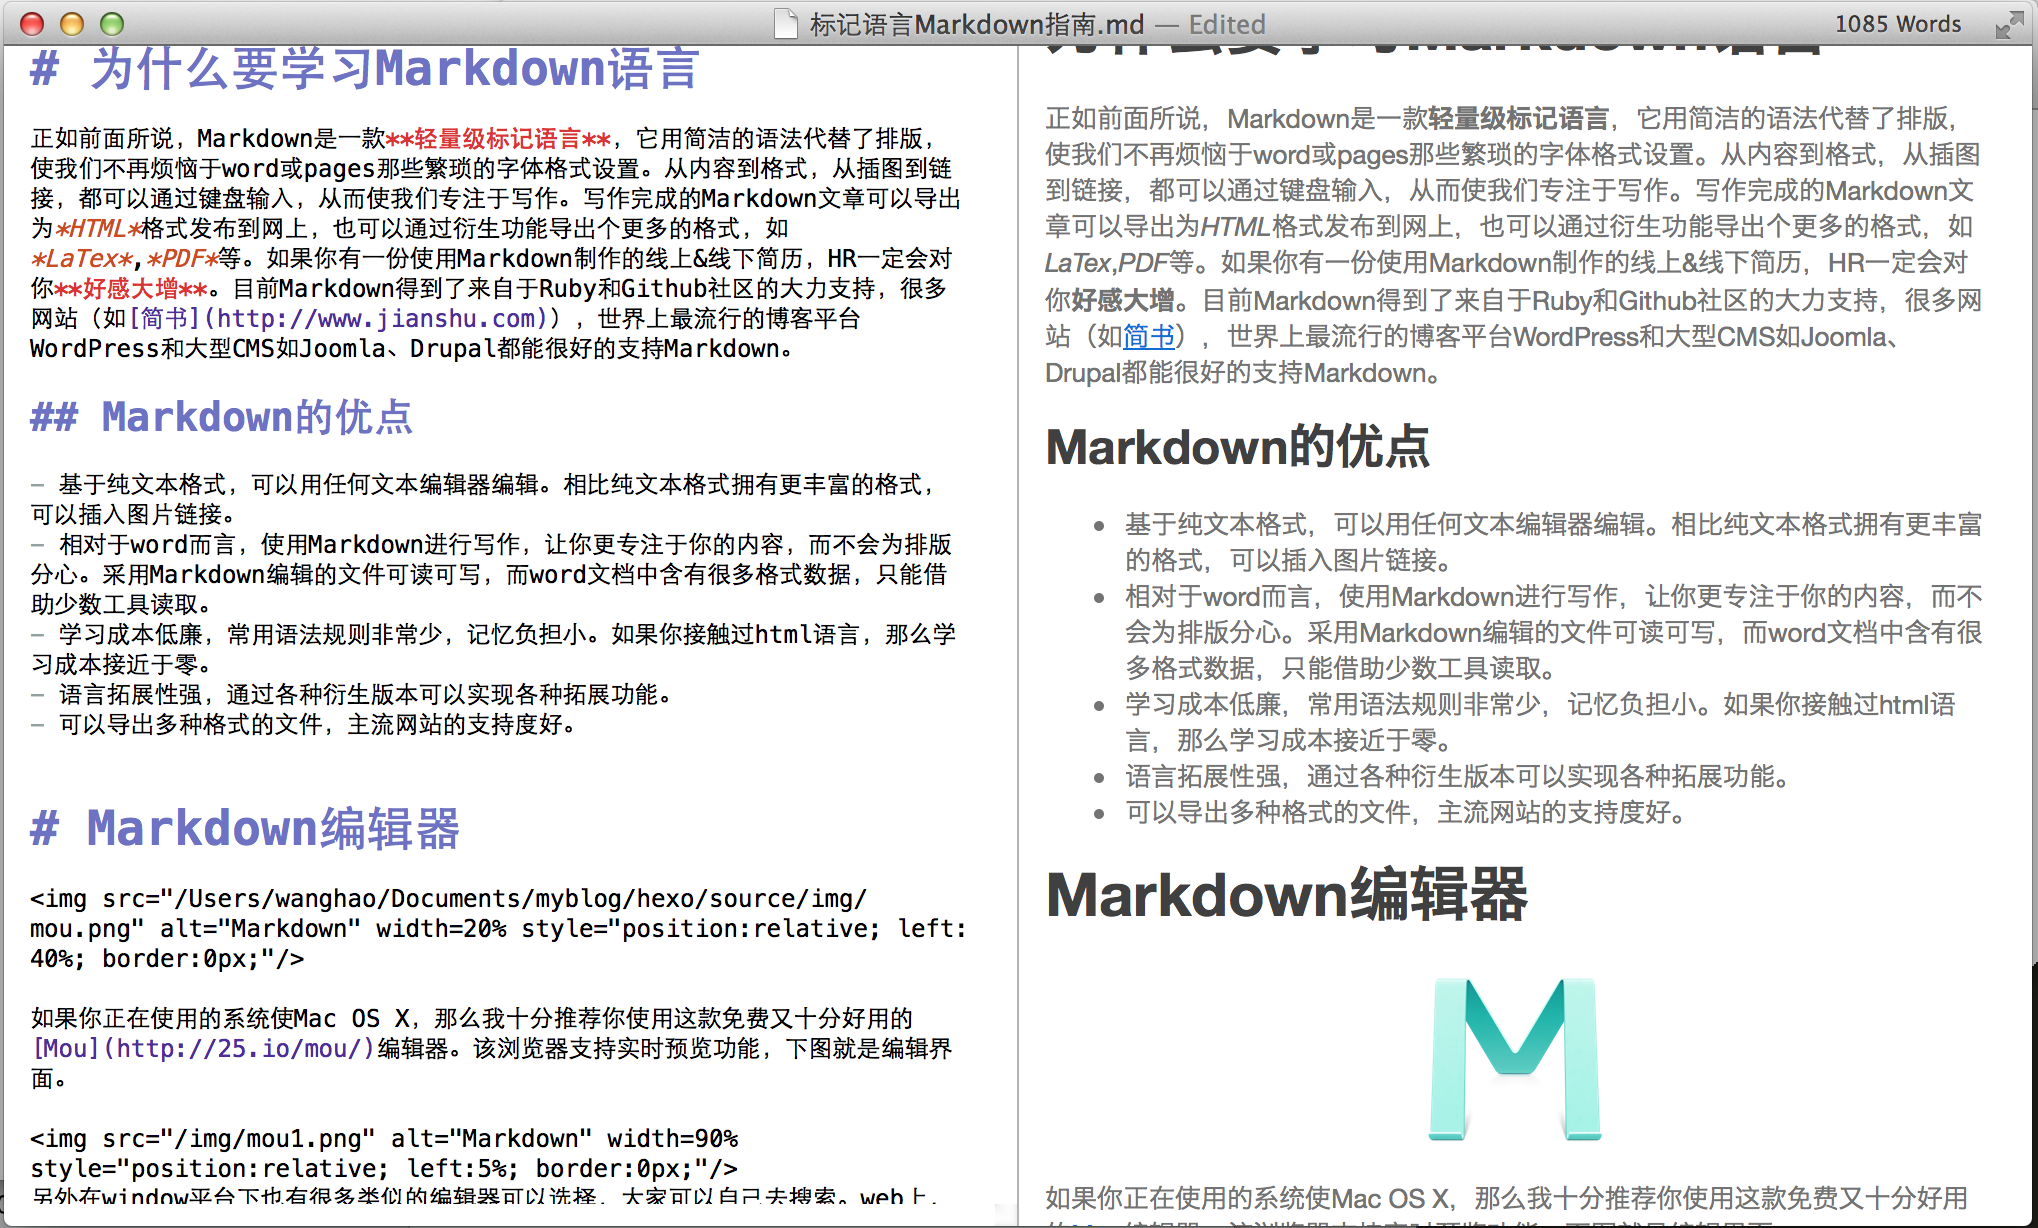 标记语言Markdown指南.md — Edited
1085 Words
# 为什么要学习Markdown语言
正如前面所说，Markdown是一款**轻量级标记语言**，它用简洁的语法代替了排版，
使我们不再烦恼于word或pages那些繁琐的字体格式设置。从内容到格式，从插图到链
接，都可以通过键盘输入，从而使我们专注于写作。写作完成的Markdown文章可以导出
为*HTML*格式发布到网上，也可以通过衍生功能导出个更多的格式，如
*LaTex*,*PDF*等。如果你有一份使用Markdown制作的线上&线下简历，HR一定会对
你**好感大增**。目前Markdown得到了来自于Ruby和Github社区的大力支持，很多
网站（如[简书](http://www.jianshu.com)），世界上最流行的博客平台
WordPress和大型CMS如Joomla、Drupal都能很好的支持Markdown。
## Markdown的优点
- 基于纯文本格式，可以用任何文本编辑器编辑。相比纯文本格式拥有更丰富的格式，
可以插入图片链接。
- 相对于word而言，使用Markdown进行写作，让你更专注于你的内容，而不会为排版
分心。采用Markdown编辑的文件可读可写，而word文档中含有很多格式数据，只能借
助少数工具读取。
- 学习成本低廉，常用语法规则非常少，记忆负担小。如果你接触过html语言，那么学
习成本接近于零。
- 语言拓展性强，通过各种衍生版本可以实现各种拓展功能。
- 可以导出多种格式的文件，主流网站的支持度好。
# Markdown编辑器
<img src="/Users/wanghao/Documents/myblog/hexo/source/img/
mou.png" alt="Markdown" width=20% style="position:relative; left:
40%; border:0px;"/>
如果你正在使用的系统使Mac OS X，那么我十分推荐你使用这款免费又十分好用的
[Mou](http://25.io/mou/)编辑器。该浏览器支持实时预览功能，下图就是编辑界
面。
<img src="/img/mou1.png" alt="Markdown" width=90%
style="position:relative; left:5%; border:0px;"/>
另外在window平台下也有很多类似的编辑器可以选择，大家可以自己去搜索。web上，
为什么要学习Markdown语言
正如前面所说，Markdown是一款轻量级标记语言，它用简洁的语法代替了排版，
使我们不再烦恼于word或pages那些繁琐的字体格式设置。从内容到格式，从插图
到链接，都可以通过键盘输入，从而使我们专注于写作。写作完成的Markdown文
章可以导出为HTML格式发布到网上，也可以通过衍生功能导出个更多的格式，如
LaTex,PDF等。如果你有一份使用Markdown制作的线上&线下简历，HR一定会对
你好感大增。目前Markdown得到了来自于Ruby和Github社区的大力支持，很多网
站（如简书），世界上最流行的博客平台WordPress和大型CMS如Joomla、
Drupal都能很好的支持Markdown。
Markdown的优点
基于纯文本格式，可以用任何文本编辑器编辑。相比纯文本格式拥有更丰富
的格式，可以插入图片链接。
相对于word而言，使用Markdown进行写作，让你更专注于你的内容，而不
会为排版分心。采用Markdown编辑的文件可读可写，而word文档中含有很
多格式数据，只能借助少数工具读取。
学习成本低廉，常用语法规则非常少，记忆负担小。如果你接触过html语
言，那么学习成本接近于零。
语言拓展性强，通过各种衍生版本可以实现各种拓展功能。
可以导出多种格式的文件，主流网站的支持度好。
Markdown编辑器
如果你正在使用的系统使Mac OS X，那么我十分推荐你使用这款免费又十分好用